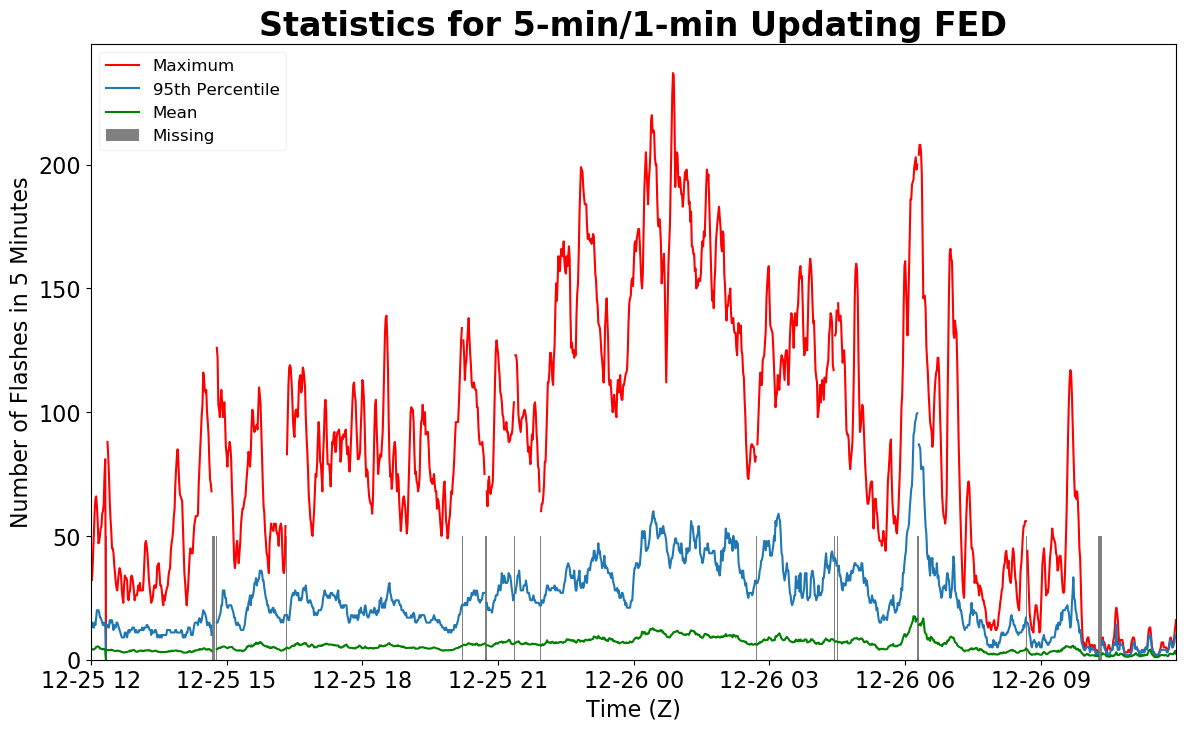 Statistics for 5-min/1-min Updating FED
Maximum
95th Percentile
Mean
Missing
Number of Flashes in 5 Minutes
200
150
100
50
0
12-25 12 12-25 15 12-25 18 12-25 21 12-26 00 12-26 03 12-26 06 12-26 09
Time (Z)